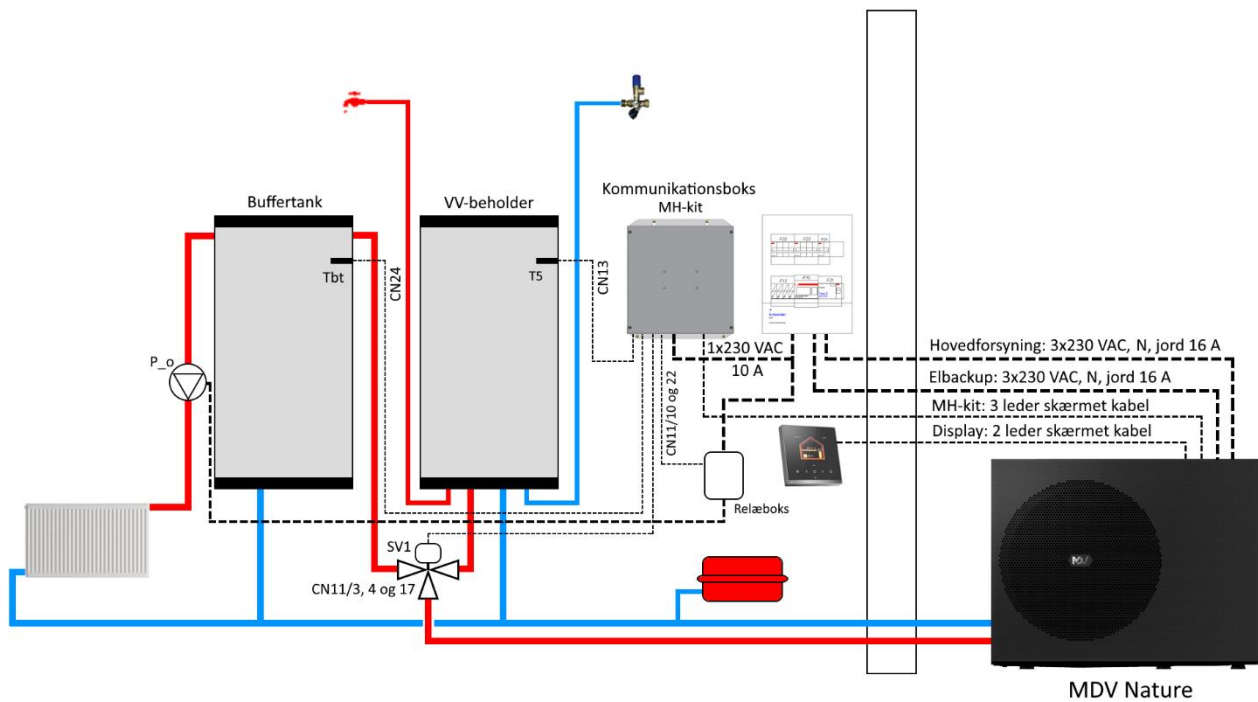 Buffertank
VV-beholder
Kommunikationsboks
MH-kit
Tbt
CN24
T5
CN13
P_o
1x230 VAC
10 A
CN11/10 og 22
Hovedforsyning: 3x230 VAC, N, jord 16 A
Elbackup: 3x230 VAC, N, jord 16 A
MH-kit: 3 leder skærmet kabel
Display: 2 leder skærmet kabel
Relæboks
SV1
CN11/3, 4 og 17
MDV Nature